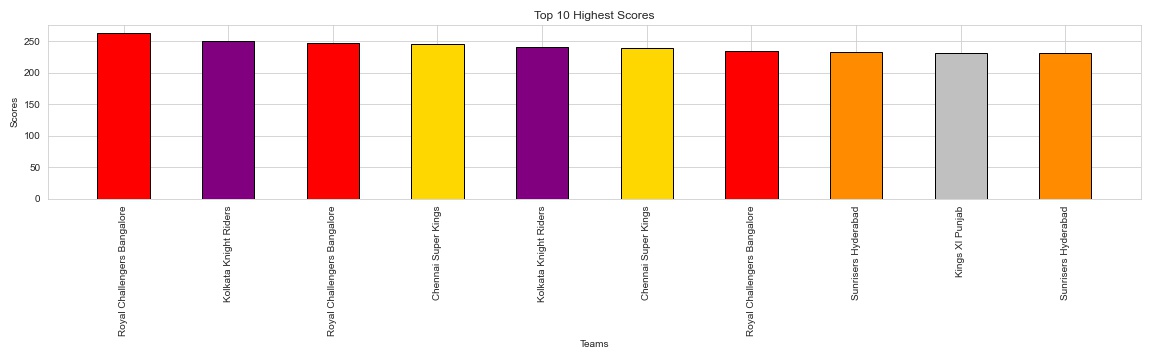 Top 10 Highest Scores
Scores
250
200
150
100
50
0
Royal Challengers Bangalore
Kolkata Knight Riders
Royal Challengers Bangalore
Chennai Super Kings
Kolkata Knight Riders
Chennai Super Kings
Royal Challengers Bangalore
Sunrisers Hyderabad
Kings XI Punjab
Sunrisers Hyderabad
Teams